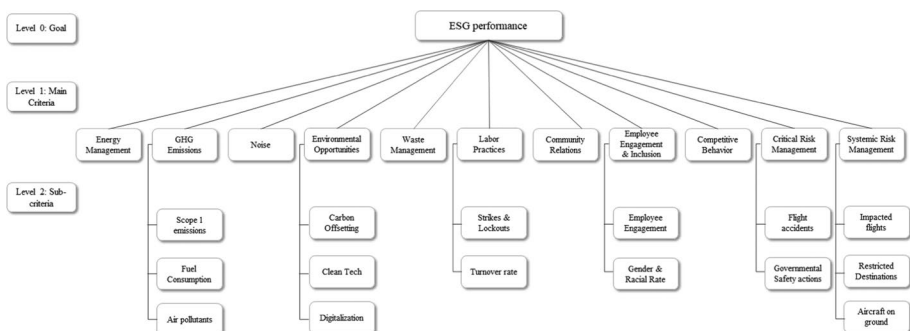 Level 0: Goal
ESG performance
Level 1: Main
Criteria
Energy
Management
GHG
Emissions
Noise
Environmental
Opportunities
Waste
Management
Labor
Practices
Community
Relations
Employee
Engagement
& Inclusion
Competitive
Behavior
Critical Risk
Management
Systemic Risk
Management
Level 2: Sub-
criteria
Scope 1
emissions
Carbon
Offsetting
Strikes &
Lockouts
Employee
Engagement
Flight
accidents
Impacted
flights
Fuel
Consumption
Clean Tech
Turnover rate
Gender &
Racial Rate
Governmental
Safety actions
Restricted
Destinations
Air pollutants
Digitalization
Aircraft on
ground